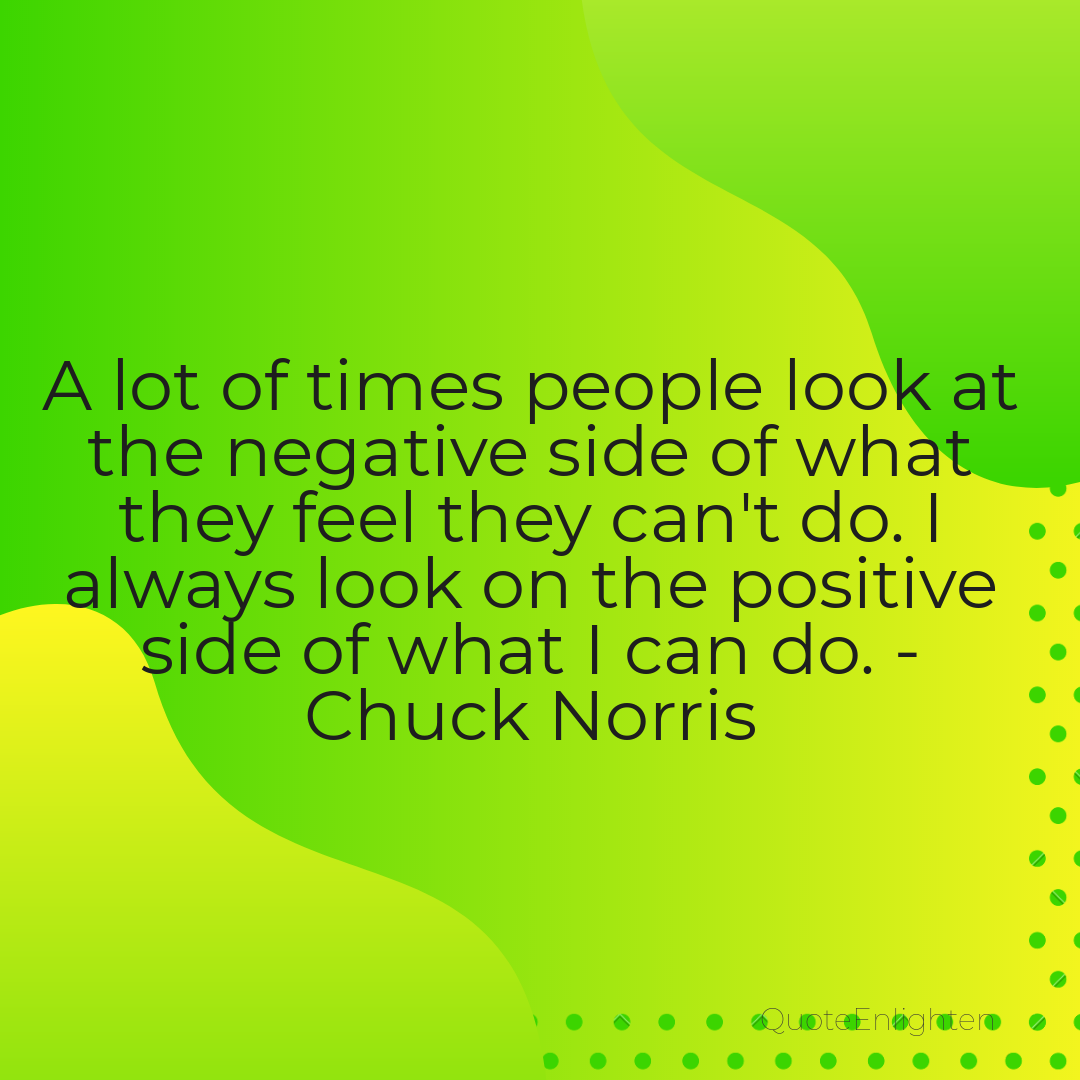 A lot of times people look at
the negative side of what
they feel they can't do. I
always look on the positive
side of what I can do. -
Chuck Norris
QuoteEnlighten